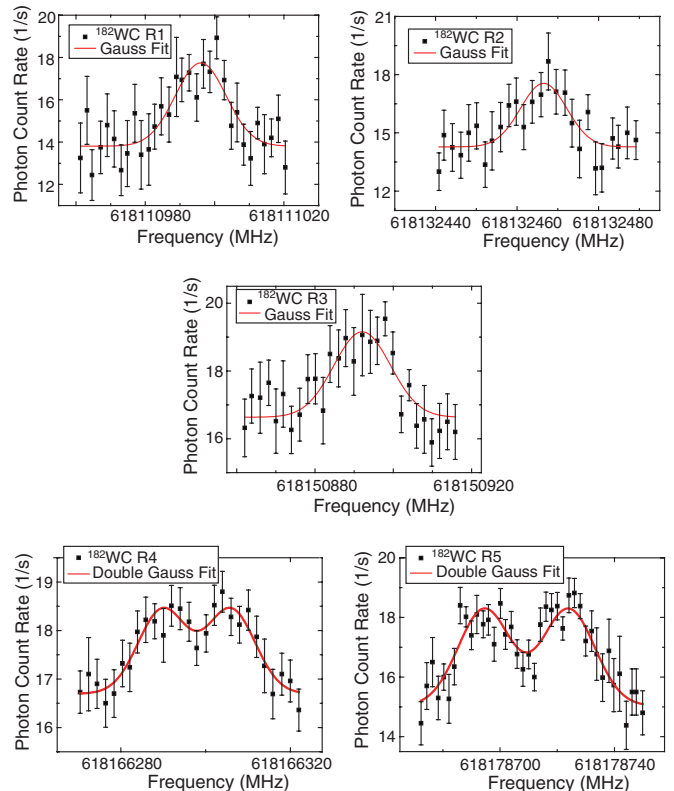 20
18
16
14
12
Photon Count Rate (1/s)
¹⁸²WC R1
Gauss Fit
618110980
618111020
Frequency (MHz)
21
18
15
12
Photon Count Rate (1/s)
¹⁸²WC R2
Gauss Fit
618132440
618132460
618132480
Frequency (MHz)
20
18
16
Photon Count Rate (1/s)
¹⁸²WC R3
Gauss Fit
618150880
618150920
Frequency (MHz)
19
18
17
16
Photon Count Rate (1/s)
¹⁸²WC R4
Double Gauss Fit
618166280
618166320
Frequency (MHz)
20
18
16
14
Photon Count Rate (1/s)
¹⁸²WC R5
Double Gauss Fit
618178700
618178740
Frequency (MHz)